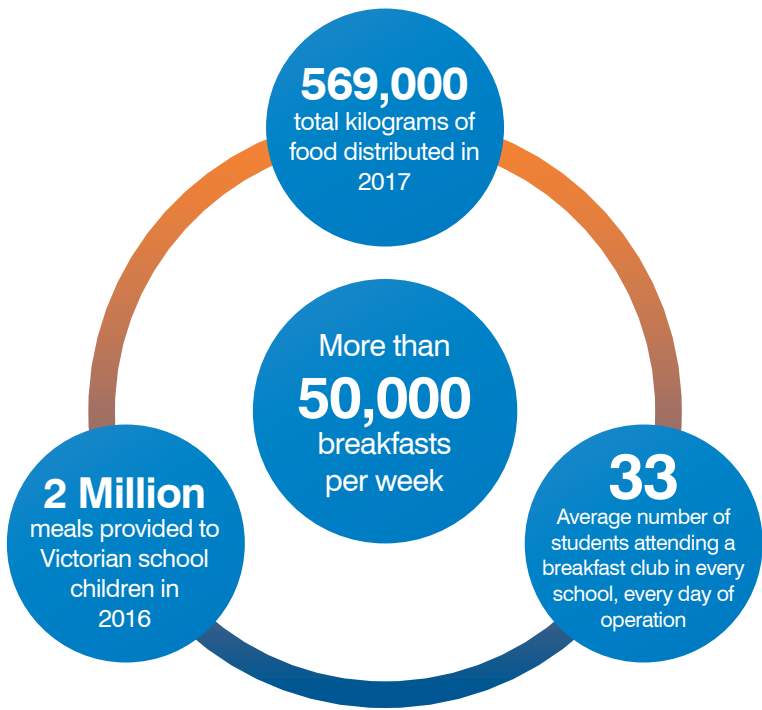 569,000
total kilograms of
food distributed in
2017
More than
50,000
breakfasts
per week
2 Million
meals provided to
Victorian school
children in
2016
33
Average number of
students attending a
breakfast club in every
school, every day of
operation